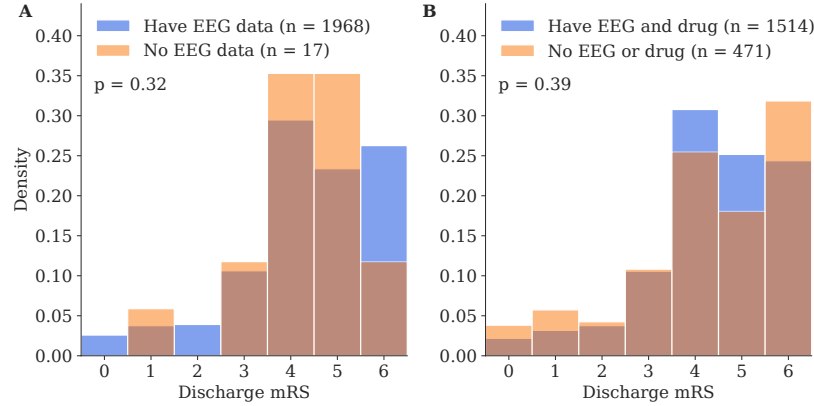 A
Have EEG data (n = 1968)
No EEG data (n = 17)
p = 0.32
0.40
0.35
0.30
0.25
0.20
0.15
0.10
0.05
0.00
Density
0 1 2 3 4 5 6
Discharge mRS
B
Have EEG and drug (n = 1514)
No EEG or drug (n = 471)
p = 0.39
0.40
0.35
0.30
0.25
0.20
0.15
0.10
0.05
0.00
0 1 2 3 4 5 6
Discharge mRS